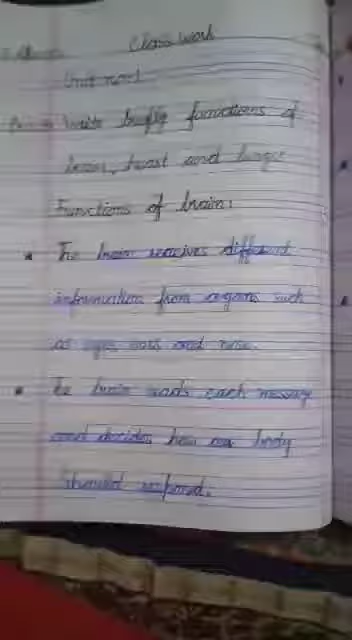 Class work
Unit no 1
write briefly functions of
brain, heart and lungs
Functions of brain:
The brain receives different
information from organs such
as eyes ears and nose.
The brain reads each message
and decides how our body
should respond.